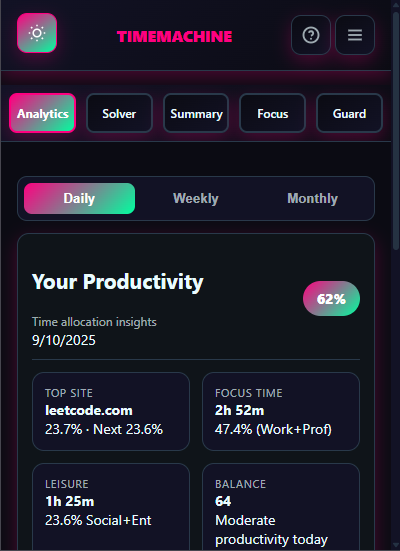 TIMEMACHINE
Analytics Solver Summary Focus Guard
Daily Weekly Monthly
Your Productivity
62%
Time allocation insights
9/10/2025
TOP SITE
leetcode.com
23.7% · Next 23.6%
FOCUS TIME
2h 52m
47.4% (Work+Prof)
LEISURE
1h 25m
23.6% Social+Ent
BALANCE
64
Moderate
productivity today